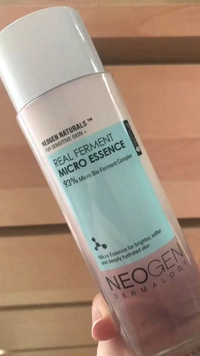 NEOGEN NATURALS™
FOR SENSITIVE SKIN +
REAL FERMENT
MICRO ESSENCE
93% Micro Bio Ferment Complex
Micro Essence for brighter, softer
and deeply hydrated skin
NEOGEN
DERMALOGY